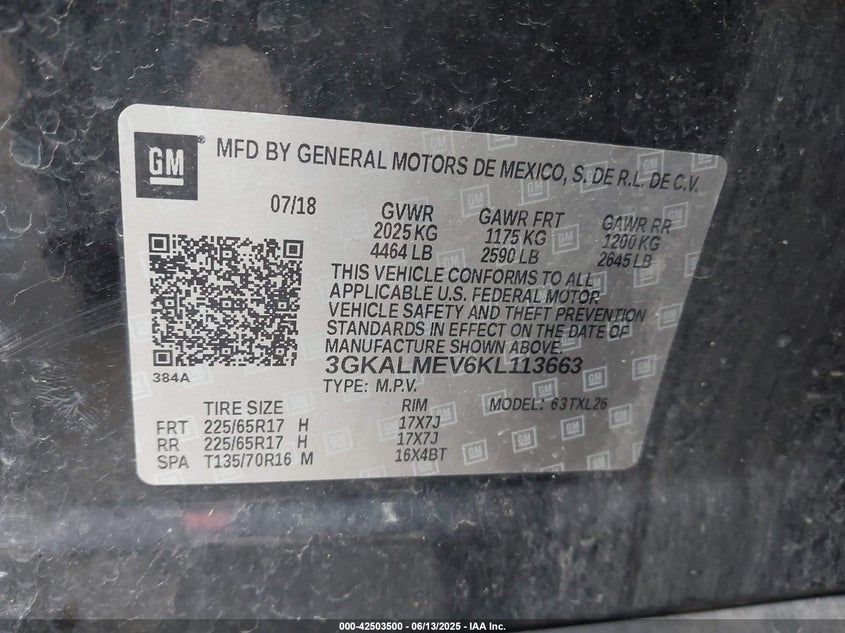 GM ® MFD BY GENERAL MOTORS DE MEXICO, S. DE R.L. DE C.V.
07/18 GVWR GAWR FRT GAWR RR
2025 KG 1175 KG 1200 KG
4464 LB 2590 LB 2645 LB
THIS VEHICLE CONFORMS TO ALL
APPLICABLE U.S. FEDERAL MOTOR
VEHICLE SAFETY AND THEFT PREVENTION
STANDARDS IN EFFECT ON THE DATE OF
MANUFACTURE SHOWN ABOVE.
3GKALMEV6KL113663
384A
TYPE: M.P.V. MODEL: 63TXL26
TIRE SIZE RIM
FRT 225/65R17 H 17X7J
RR 225/65R17 H 17X7J
SPA T135/70R16 M 16X4BT
000-42503500 - 06/13/2025 - IAA Inc.